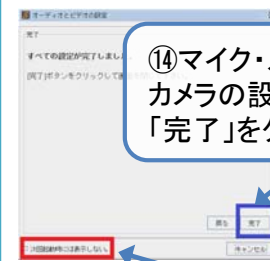 オーディオとビデオの設定
完了
すべての設定が完了しました
[完了]ボタンをクリックして
⑭マイク・
カメラの設
「完了」をク
戻る 完了
次回起動時には表示しない。 キャンセル